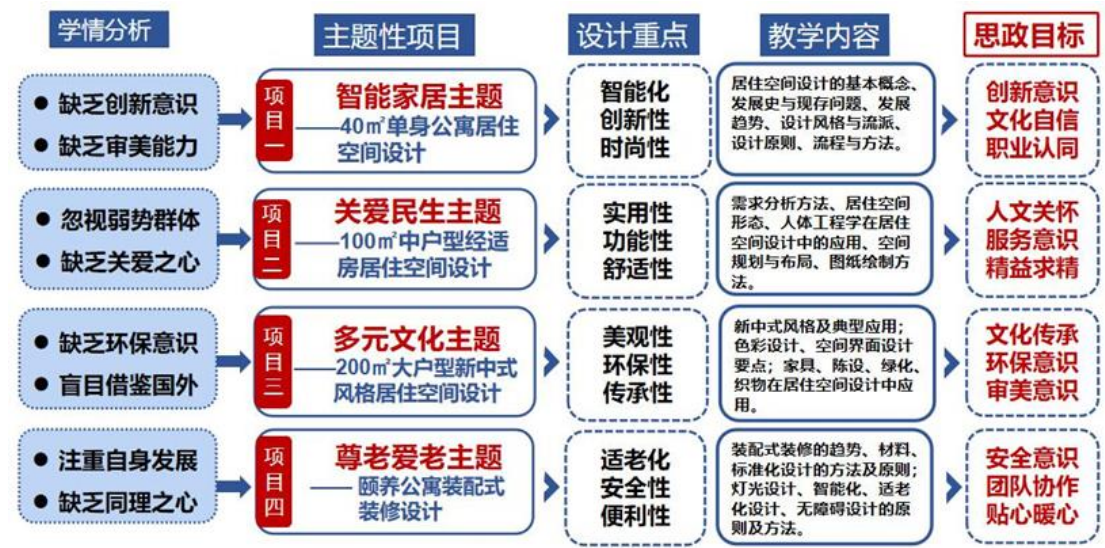 学情分析
主题性项目
设计重点
教学内容
思政目标
● 缺乏创新意识
● 缺乏审美能力
项目一
智能家居主题
——40㎡单身公寓居住
空间设计
智能化
创新性
时尚性
居住空间设计的基本概念、
发展史与现存问题、发展
趋势、设计风格与流派、
设计原则、流程与方法。
创新意识
文化自信
职业认同
● 忽视弱势群体
● 缺乏关爱之心
项目二
关爱民生主题
——100㎡中户型经适
房居住空间设计
实用性
功能性
舒适性
需求分析方法、居住空间
形态、人体工程学在居住
空间设计中的应用、空间
规划与布局、图纸绘制方
法。
人文关怀
服务意识
精益求精
● 缺乏环保意识
● 盲目借鉴国外
项目三
多元文化主题
——200㎡大户型新中式
风格居住空间设计
美观性
环保性
传承性
新中式风格及典型应用；
色彩设计、空间界面设计
要点；家具、陈设、绿化、
织物在居住空间设计中应
用。
文化传承
环保意识
审美意识
● 注重自身发展
● 缺乏同理之心
项目四
尊老爱老主题
—— 颐养公寓装配式
装修设计
适老化
安全性
便利性
装配式装修的趋势、材料、
标准化设计的方法及原则；
灯光设计、智能化、适老
化设计、无障碍设计的原
则及方法。
安全意识
团队协作
贴心暖心